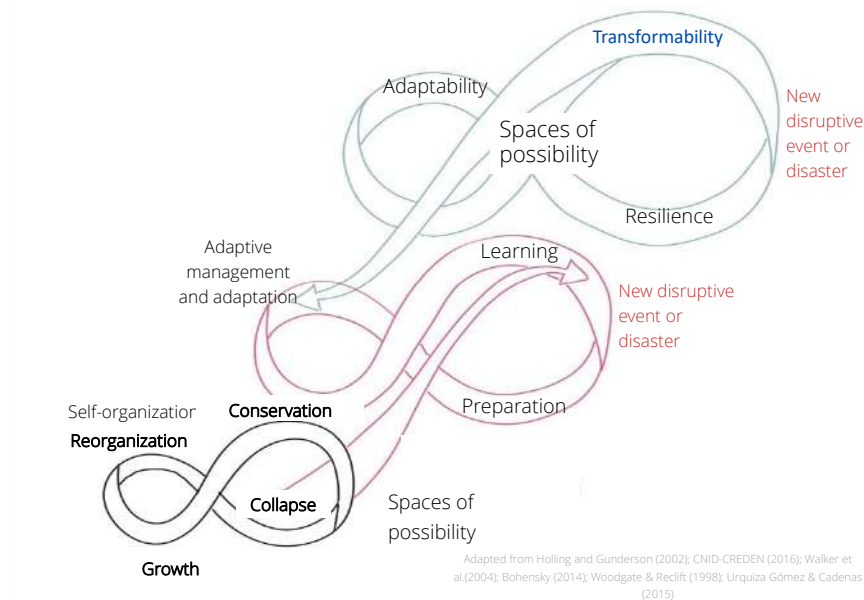 Transformability
Adaptability
New
disruptive
event or
disaster
Spaces of
possibility
Resilience
Adaptive
management
and adaptation
Learning
New disruptive
event or
disaster
Preparation
Self-organization
Conservation
Reorganization
Collapse
Spaces of
possibility
Growth
Adapted from Holling and Gunderson (2002); CNID-CREDEN (2016); Walker et
al.(2004); Bohensky (2014); Woodgate & Reclift (1998); Urquiza Gómez & Cadenas
(2015)